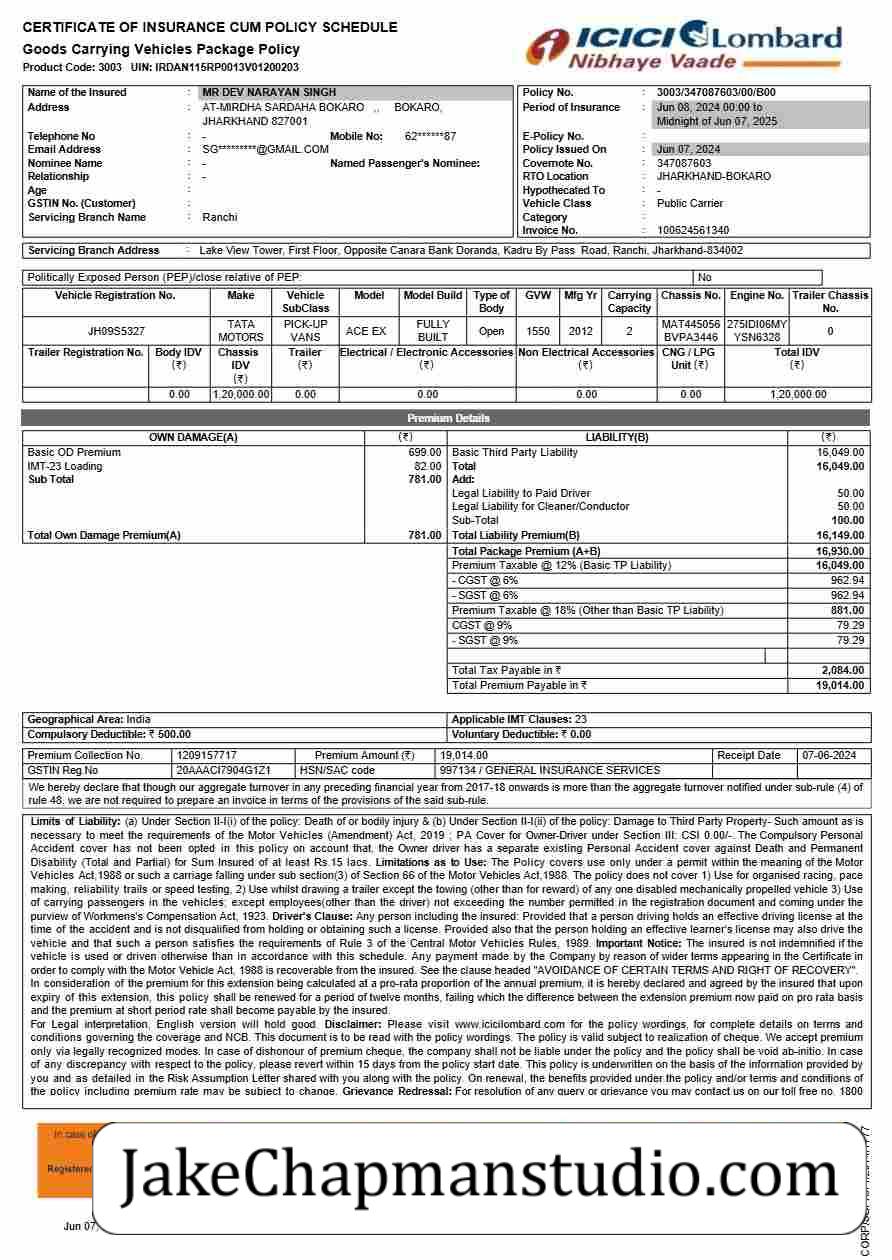 CERTIFICATE OF INSURANCE CUM POLICY SCHEDULE
Goods Carrying Vehicles Package Policy
Product Code: 3003 UIN: IRDAN115RP0013V01200203
ICICI Lombard
Nibhaye Vaade
Name of the Insured : MR DEV NARAYAN SINGH
Address : AT-MIRDHA SARDAHA BOKARO ,, BOKARO,
JHARKHAND 827001
Telephone No : - Mobile No: 62******87
Email Address : SG*********@GMAIL.COM
Nominee Name : - Named Passenger's Nominee:
Relationship : -
Age :
GSTIN No. (Customer) :
Servicing Branch Name : Ranchi
Policy No. : 3003/347087603/00/B00
Period of Insurance : Jun 08, 2024 00:00 to
Midnight of Jun 07, 2025
E-Policy No. :
Policy Issued On : Jun 07, 2024
Covernote No. : 347087603
RTO Location : JHARKHAND-BOKARO
Hypothecated To : -
Vehicle Class : Public Carrier
Category :
Invoice No. : 100624561340
Servicing Branch Address : Lake View Tower, First Floor, Opposite Canara Bank Doranda, Kadru By Pass Road, Ranchi, Jharkhand-834002
Politically Exposed Person (PEP)/close relative of PEP: No
Vehicle Registration No. Make Vehicle SubClass Model Model Build Type of Body GVW Mfg Yr Carrying Capacity Chassis No. Engine No. Trailer Chassis No.
JH09S5327 TATA MOTORS PICK-UP VANS ACE EX FULLY BUILT Open 1550 2012 2 MAT445056BVPA3446 275IDI06MYYSN6328 0
Trailer Registration No. Body IDV (₹) Chassis IDV (₹) Trailer (₹) Electrical / Electronic Accessories (₹) Non Electrical Accessories (₹) CNG / LPG Unit (₹) Total IDV (₹)
0.00 1,20,000.00 0.00 0.00 0.00 0.00 1,20,000.00
Premium Details
OWN DAMAGE(A) (₹) LIABILITY(B) (₹)
Basic OD Premium 699.00 Basic Third Party Liability 16,049.00
IMT-23 Loading 82.00 Total 16,049.00
Sub Total 781.00 Add:
Legal Liability to Paid Driver 50.00
Legal Liability for Cleaner/Conductor 50.00
Sub-Total 100.00
Total Own Damage Premium(A) 781.00 Total Liability Premium(B) 16,149.00
Total Package Premium (A+B) 16,930.00
Premium Taxable @ 12% (Basic TP Liability) 16,049.00
- CGST @ 6% 962.94
- SGST @ 6% 962.94
Premium Taxable @ 18% (Other than Basic TP Liability) 881.00
CGST @ 9% 79.29
- SGST @ 9% 79.29
Total Tax Payable in ₹ 2,084.00
Total Premium Payable in ₹ 19,014.00
Geographical Area: India Applicable IMT Clauses: 23
Compulsory Deductible: ₹ 500.00 Voluntary Deductible: ₹ 0.00
Premium Collection No. 1209157717 Premium Amount (₹) 19,014.00 Receipt Date 07-06-2024
GSTIN Reg.No 20AAACI7904G1Z1 HSN/SAC code 997134 / GENERAL INSURANCE SERVICES
We hereby declare that though our aggregate turnover in any preceding financial year from 2017-18 onwards is more than the aggregate turnover notified under sub-rule (4) of
rule 48, we are not required to prepare an invoice in terms of the provisions of the said sub-rule.
Limits of Liability: (a) Under Section II-I(i) of the policy: Death of or bodily injury & (b) Under Section II-I(ii) of the policy: Damage to Third Party Property- Such amount as is
necessary to meet the requirements of the Motor Vehicles (Amendment) Act, 2019 ; PA Cover for Owner-Driver under Section III: CSI 0.00/-. The Compulsory Personal
Accident cover has not been opted in this policy on account that, the Owner driver has a separate existing Personal Accident cover against Death and Permanent
Disability (Total and Partial) for Sum Insured of at least Rs.15 lacs. Limitations as to Use: The Policy covers use only under a permit within the meaning of the Motor
Vehicles Act,1988 or such a carriage falling under sub section(3) of Section 66 of the Motor Vehicles Act,1988. The policy does not cover 1) Use for organised racing, pace
making, reliability trails or speed testing, 2) Use whilst drawing a trailer except the towing (other than for reward) of any one disabled mechanically propelled vehicle 3) Use
of carrying passengers in the vehicles; except employees(other than the driver) not exceeding the number permitted in the registration document and coming under the
purview of Workmens's Compensation Act, 1923. Driver's Clause: Any person including the insured: Provided that a person driving holds an effective driving license at the
time of the accident and is not disqualified from holding or obtaining such a license. Provided also that the person holding an effective learner's license may also drive the
vehicle and that such a person satisfies the requirements of Rule 3 of the Central Motor Vehicles Rules, 1989. Important Notice: The insured is not indemnified if the
vehicle is used or driven otherwise than in accordance with this schedule. Any payment made by the Company by reason of wider terms appearing in the Certificate in
order to comply with the Motor Vehicle Act, 1988 is recoverable from the insured. See the clause headed "AVOIDANCE OF CERTAIN TERMS AND RIGHT OF RECOVERY".
In consideration of the premium for this extension being calculated at a pro-rata proportion of the annual premium, it is hereby declared and agreed by the insured that upon
expiry of this extension, this policy shall be renewed for a period of twelve months, failing which the difference between the extension premium now paid on pro rata basis
and the premium at short period rate shall become payable by the insured.
For Legal interpretation, English version will hold good. Disclaimer: Please visit www.icicilombard.com for the policy wordings, for complete details on terms and
conditions governing the coverage and NCB. This document is to be read with the policy wordings. The policy is valid subject to realization of cheque. We accept premium
only via legally recognized modes. In case of dishonour of premium cheque, the company shall not be liable under the policy and the policy shall be void ab-initio. In case
of any discrepancy with respect to the policy, please revert within 15 days from the policy start date. This policy is underwritten on the basis of the information provided by
you and as detailed in the Risk Assumption Letter shared with you along with the policy. On renewal, the benefits provided under the policy and/or terms and conditions of
the policy including premium rate may be subject to change. Grievance Redressal: For resolution of any query or grievance you may contact us on our toll free no. 1800
In case of
Registered
JakeChapmanstudio.com
Jun 07,